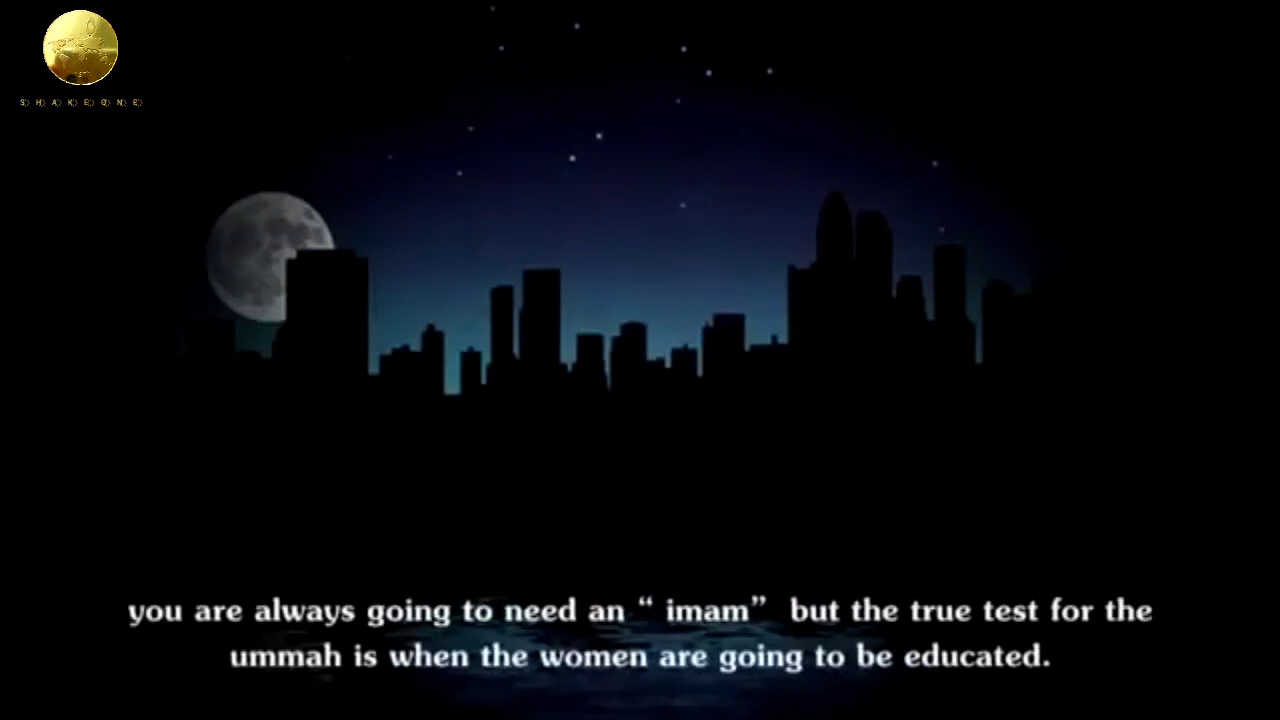 SHAKEONE
you are always going to need an “ imam” but the true test for the
ummah is when the women are going to be educated.